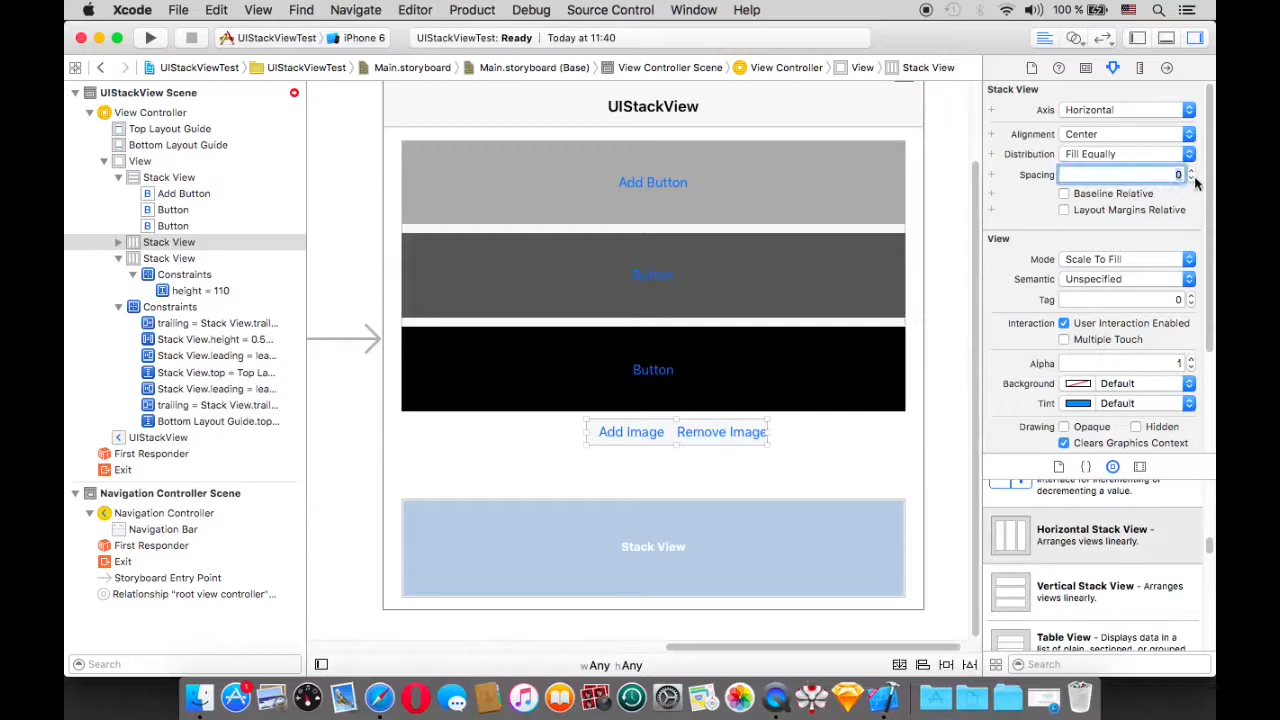 Xcode File Edit View Find Navigate Editor Product Debug Source Control Window Help 100 %
UIStackViewTest iPhone 6 UIStackViewTest: Ready Today at 11:40
UIStackViewTest UIStackViewTest Main.storyboard Main.storyboard (Base) View Controller Scene View Controller View Stack View
UIStackView Scene
View Controller
Top Layout Guide
Bottom Layout Guide
View
Stack View
B Add Button
B Button
B Button
Stack View
Stack View
Constraints
height = 110
Constraints
trailing = Stack View.trail...
Stack View.height = 0.5...
Stack View.leading = lea...
Stack View.top = Top La...
Stack View.leading = lea...
trailing = Stack View.trail...
Bottom Layout Guide.top...
UIStackView
First Responder
Exit
Navigation Controller Scene
Navigation Controller
Navigation Bar
First Responder
Exit
Storyboard Entry Point
Relationship "root view controller"...
Search
UIStackView
Add Button
Button
Button
Add Image Remove Image
Stack View
wAny hAny
Stack View
Axis Horizontal
Alignment Center
Distribution Fill Equally
Spacing 0
Baseline Relative
Layout Margins Relative
View
Mode Scale To Fill
Semantic Unspecified
Tag 0
Interaction User Interaction Enabled
Multiple Touch
Alpha 1
Background Default
Tint Default
Drawing Opaque Hidden
Clears Graphics Context
{ }
Interface for incrementing or
decrementing a value.
Horizontal Stack View -
Arranges views linearly.
Vertical Stack View - Arranges
views linearly.
Table View - Displays data in a
list of plain, sectioned, or grouped
Search
1